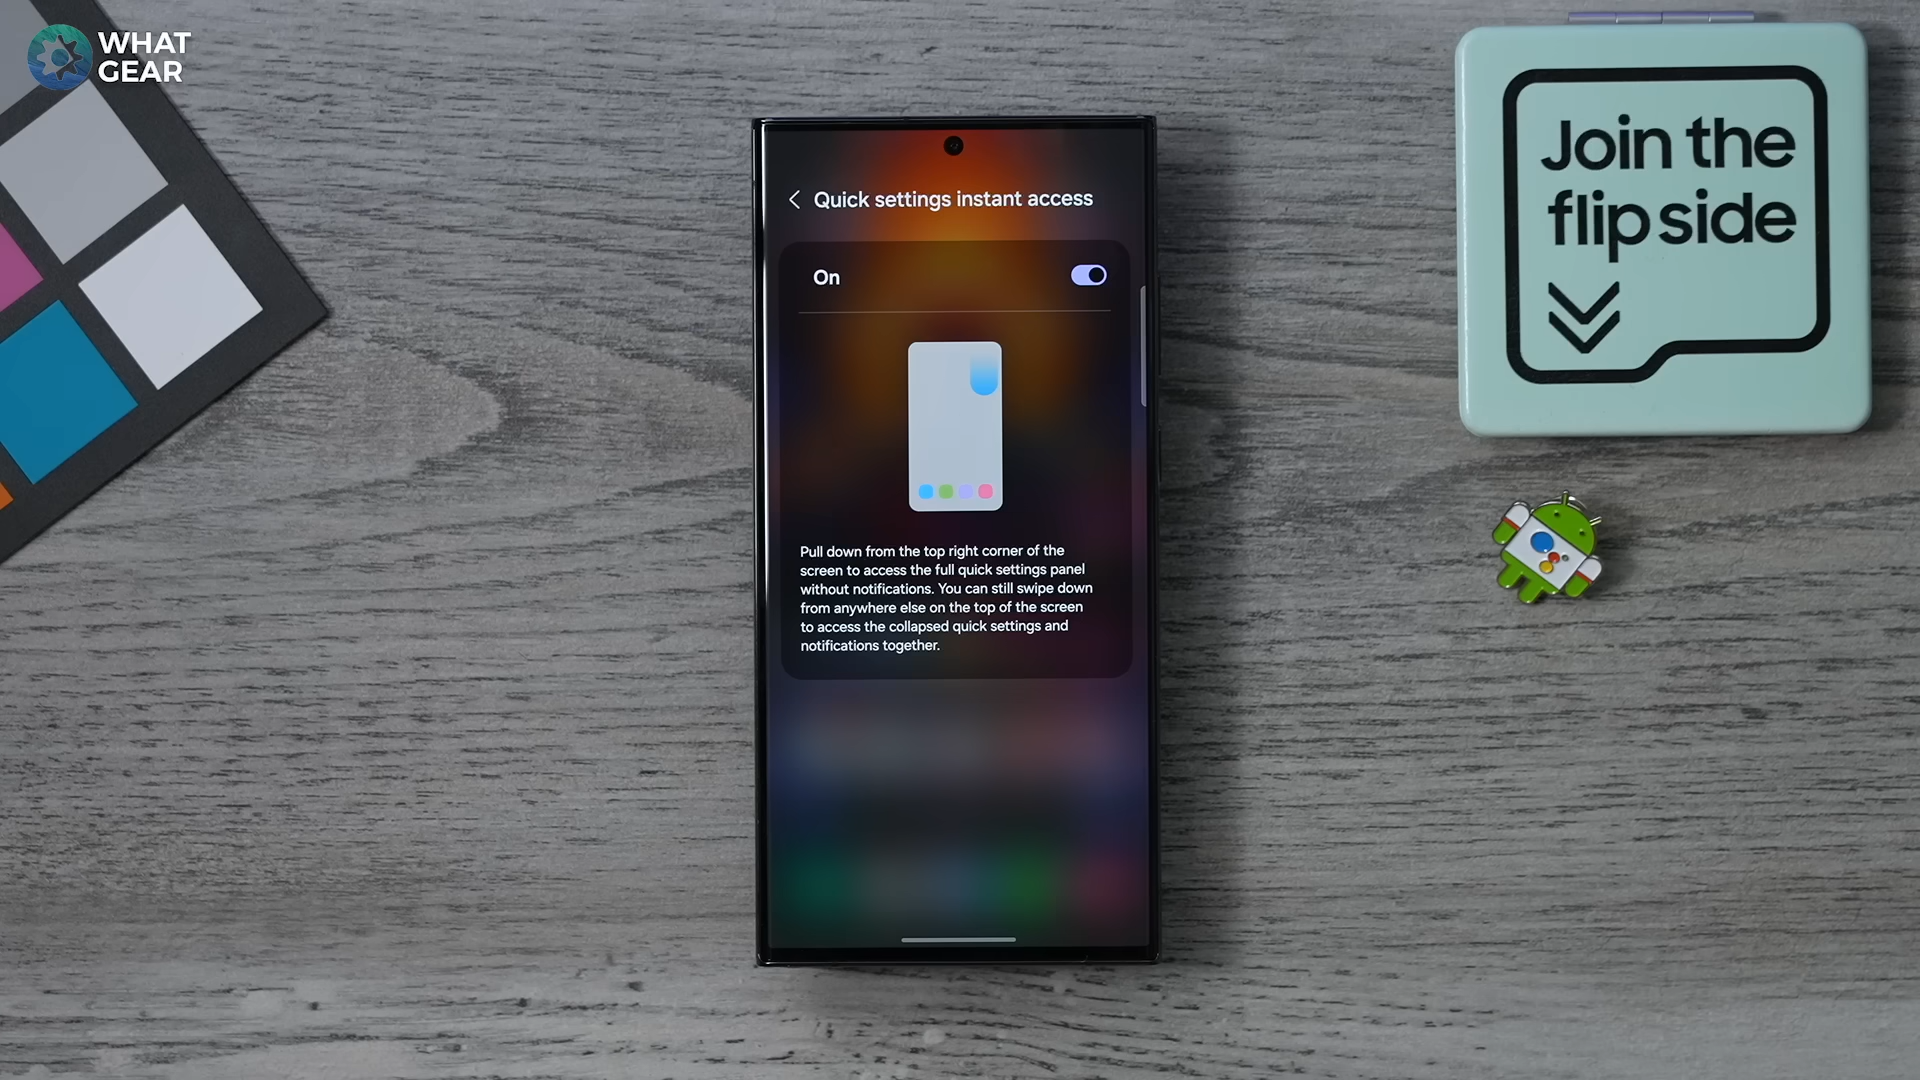 WHAT
GEAR
Quick settings instant access
On
Pull down from the top right corner of the
screen to access the full quick settings panel
without notifications. You can still swipe down
from anywhere else on the top of the screen
to access the collapsed quick settings and
notifications together.
Join the
flip side